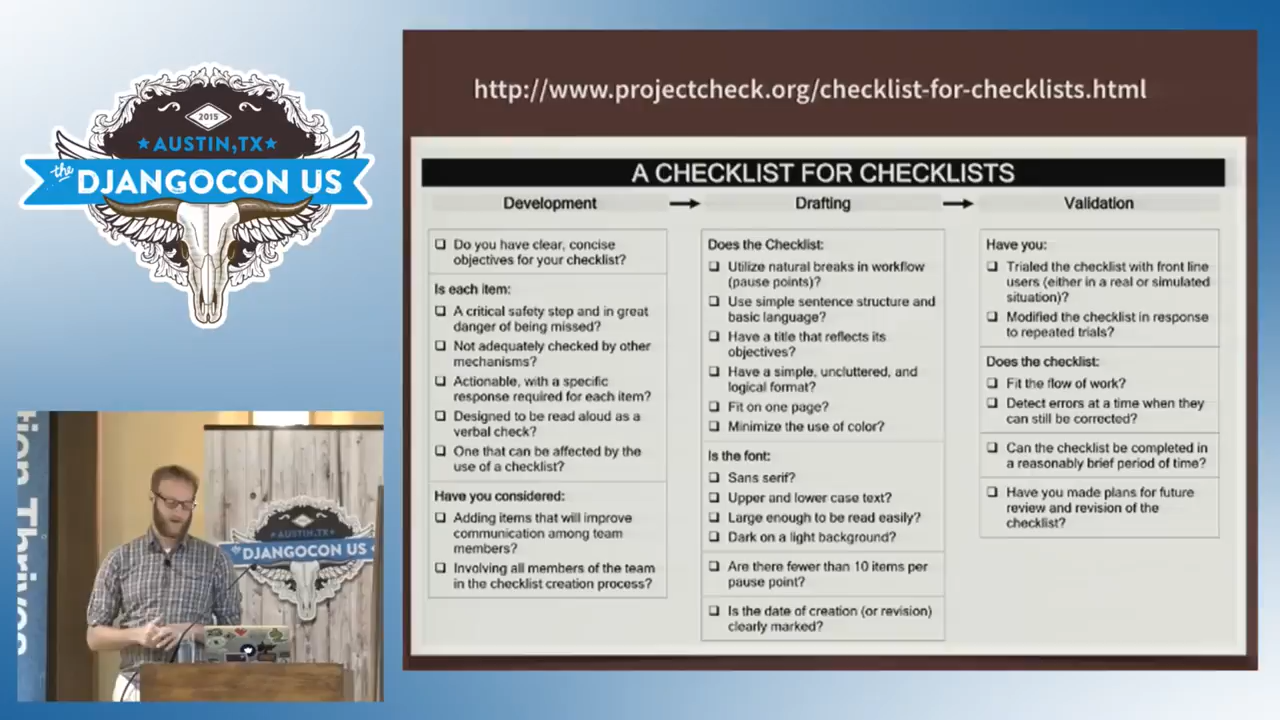 2015
★ AUSTIN, TX ★
the
DJANGOCON US
http://www.projectcheck.org/checklist-for-checklists.html
A CHECKLIST FOR CHECKLISTS
Development
Drafting
Validation
Do you have clear, concise
objectives for your checklist?
Is each item:
A critical safety step and in great
danger of being missed?
Not adequately checked by other
mechanisms?
Actionable, with a specific
response required for each item?
Designed to be read aloud as a
verbal check?
One that can be affected by the
use of a checklist?
Have you considered:
Adding items that will improve
communication among team
members?
Involving all members of the team
in the checklist creation process?
Does the Checklist:
Utilize natural breaks in workflow
(pause points)?
Use simple sentence structure and
basic language?
Have a title that reflects its
objectives?
Have a simple, uncluttered, and
logical format?
Fit on one page?
Minimize the use of color?
Is the font:
Sans serif?
Upper and lower case text?
Large enough to be read easily?
Dark on a light background?
Are there fewer than 10 items per
pause point?
Is the date of creation (or revision)
clearly marked?
Have you:
Trialed the checklist with front line
users (either in a real or simulated
situation)?
Modified the checklist in response
to repeated trials?
Does the checklist:
Fit the flow of work?
Detect errors at a time when they
can still be corrected?
Can the checklist be completed in
a reasonably brief period of time?
Have you made plans for future
review and revision of the
checklist?
tion Thrives
AUSTIN, TX
the
DJANGOCON US